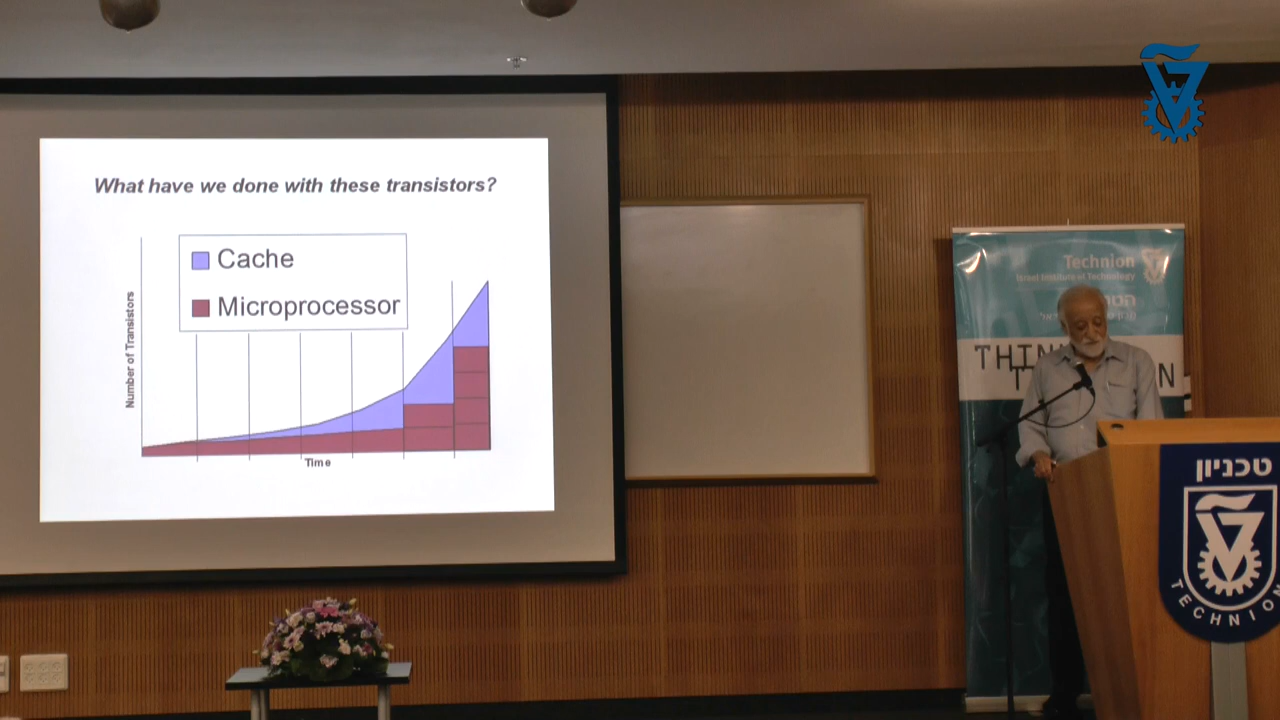 What have we done with these transistors?
Cache
Microprocessor
Number of Transistors
Time
Technion
Israel Institute of Technology
THIN
N
טכניון
TECHNION